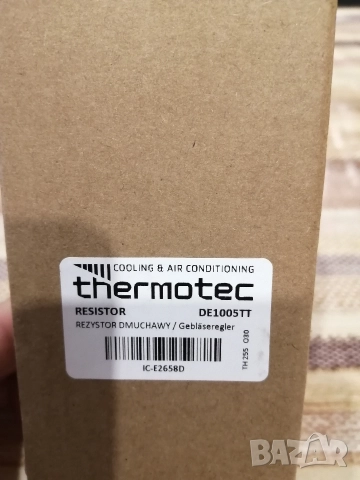 COOLING & AIR CONDITIONING
thermotec
RESISTOR DE1005TT
REZYSTOR DMUCHAWY / Gebläseregler
IC-E2658D
TH 255 O30
BAZAR